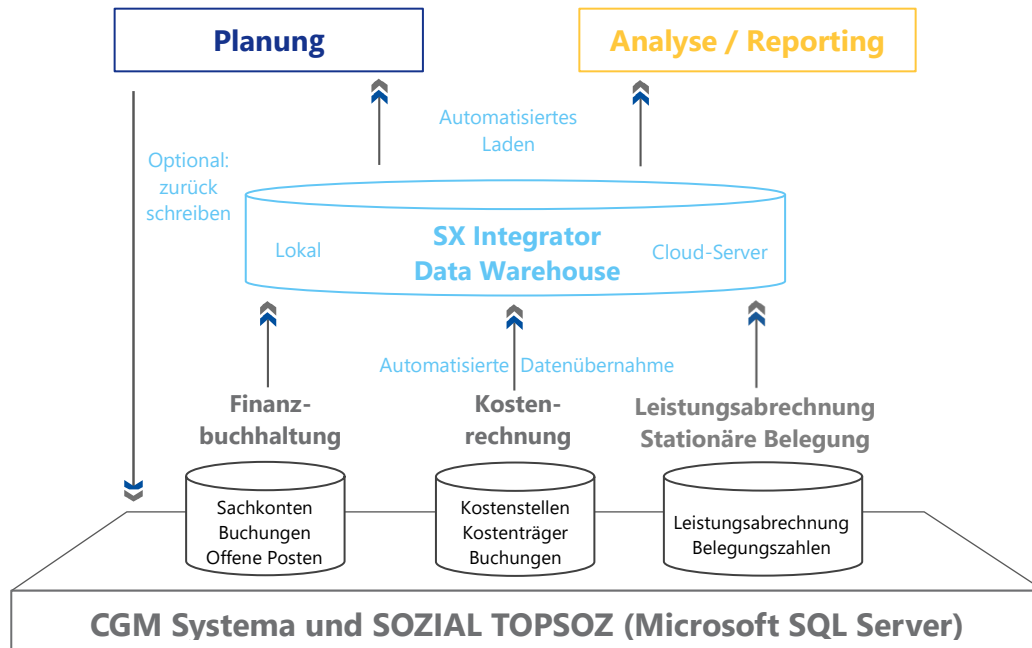 Planung
Analyse / Reporting
Automatisiertes
Laden
Optional:
zurück
schreiben
Lokal
SX Integrator
Data Warehouse
Cloud-Server
Automatisierte Datenübernahme
Finanz-
buchhaltung
Kosten-
rechnung
Leistungsabrechnung
Stationäre Belegung
Sachkonten
Buchungen
Offene Posten
Kostenstellen
Kostenträger
Buchungen
Leistungsabrechnung
Belegungszahlen
CGM Systema und SOZIAL TOPSOZ (Microsoft SQL Server)